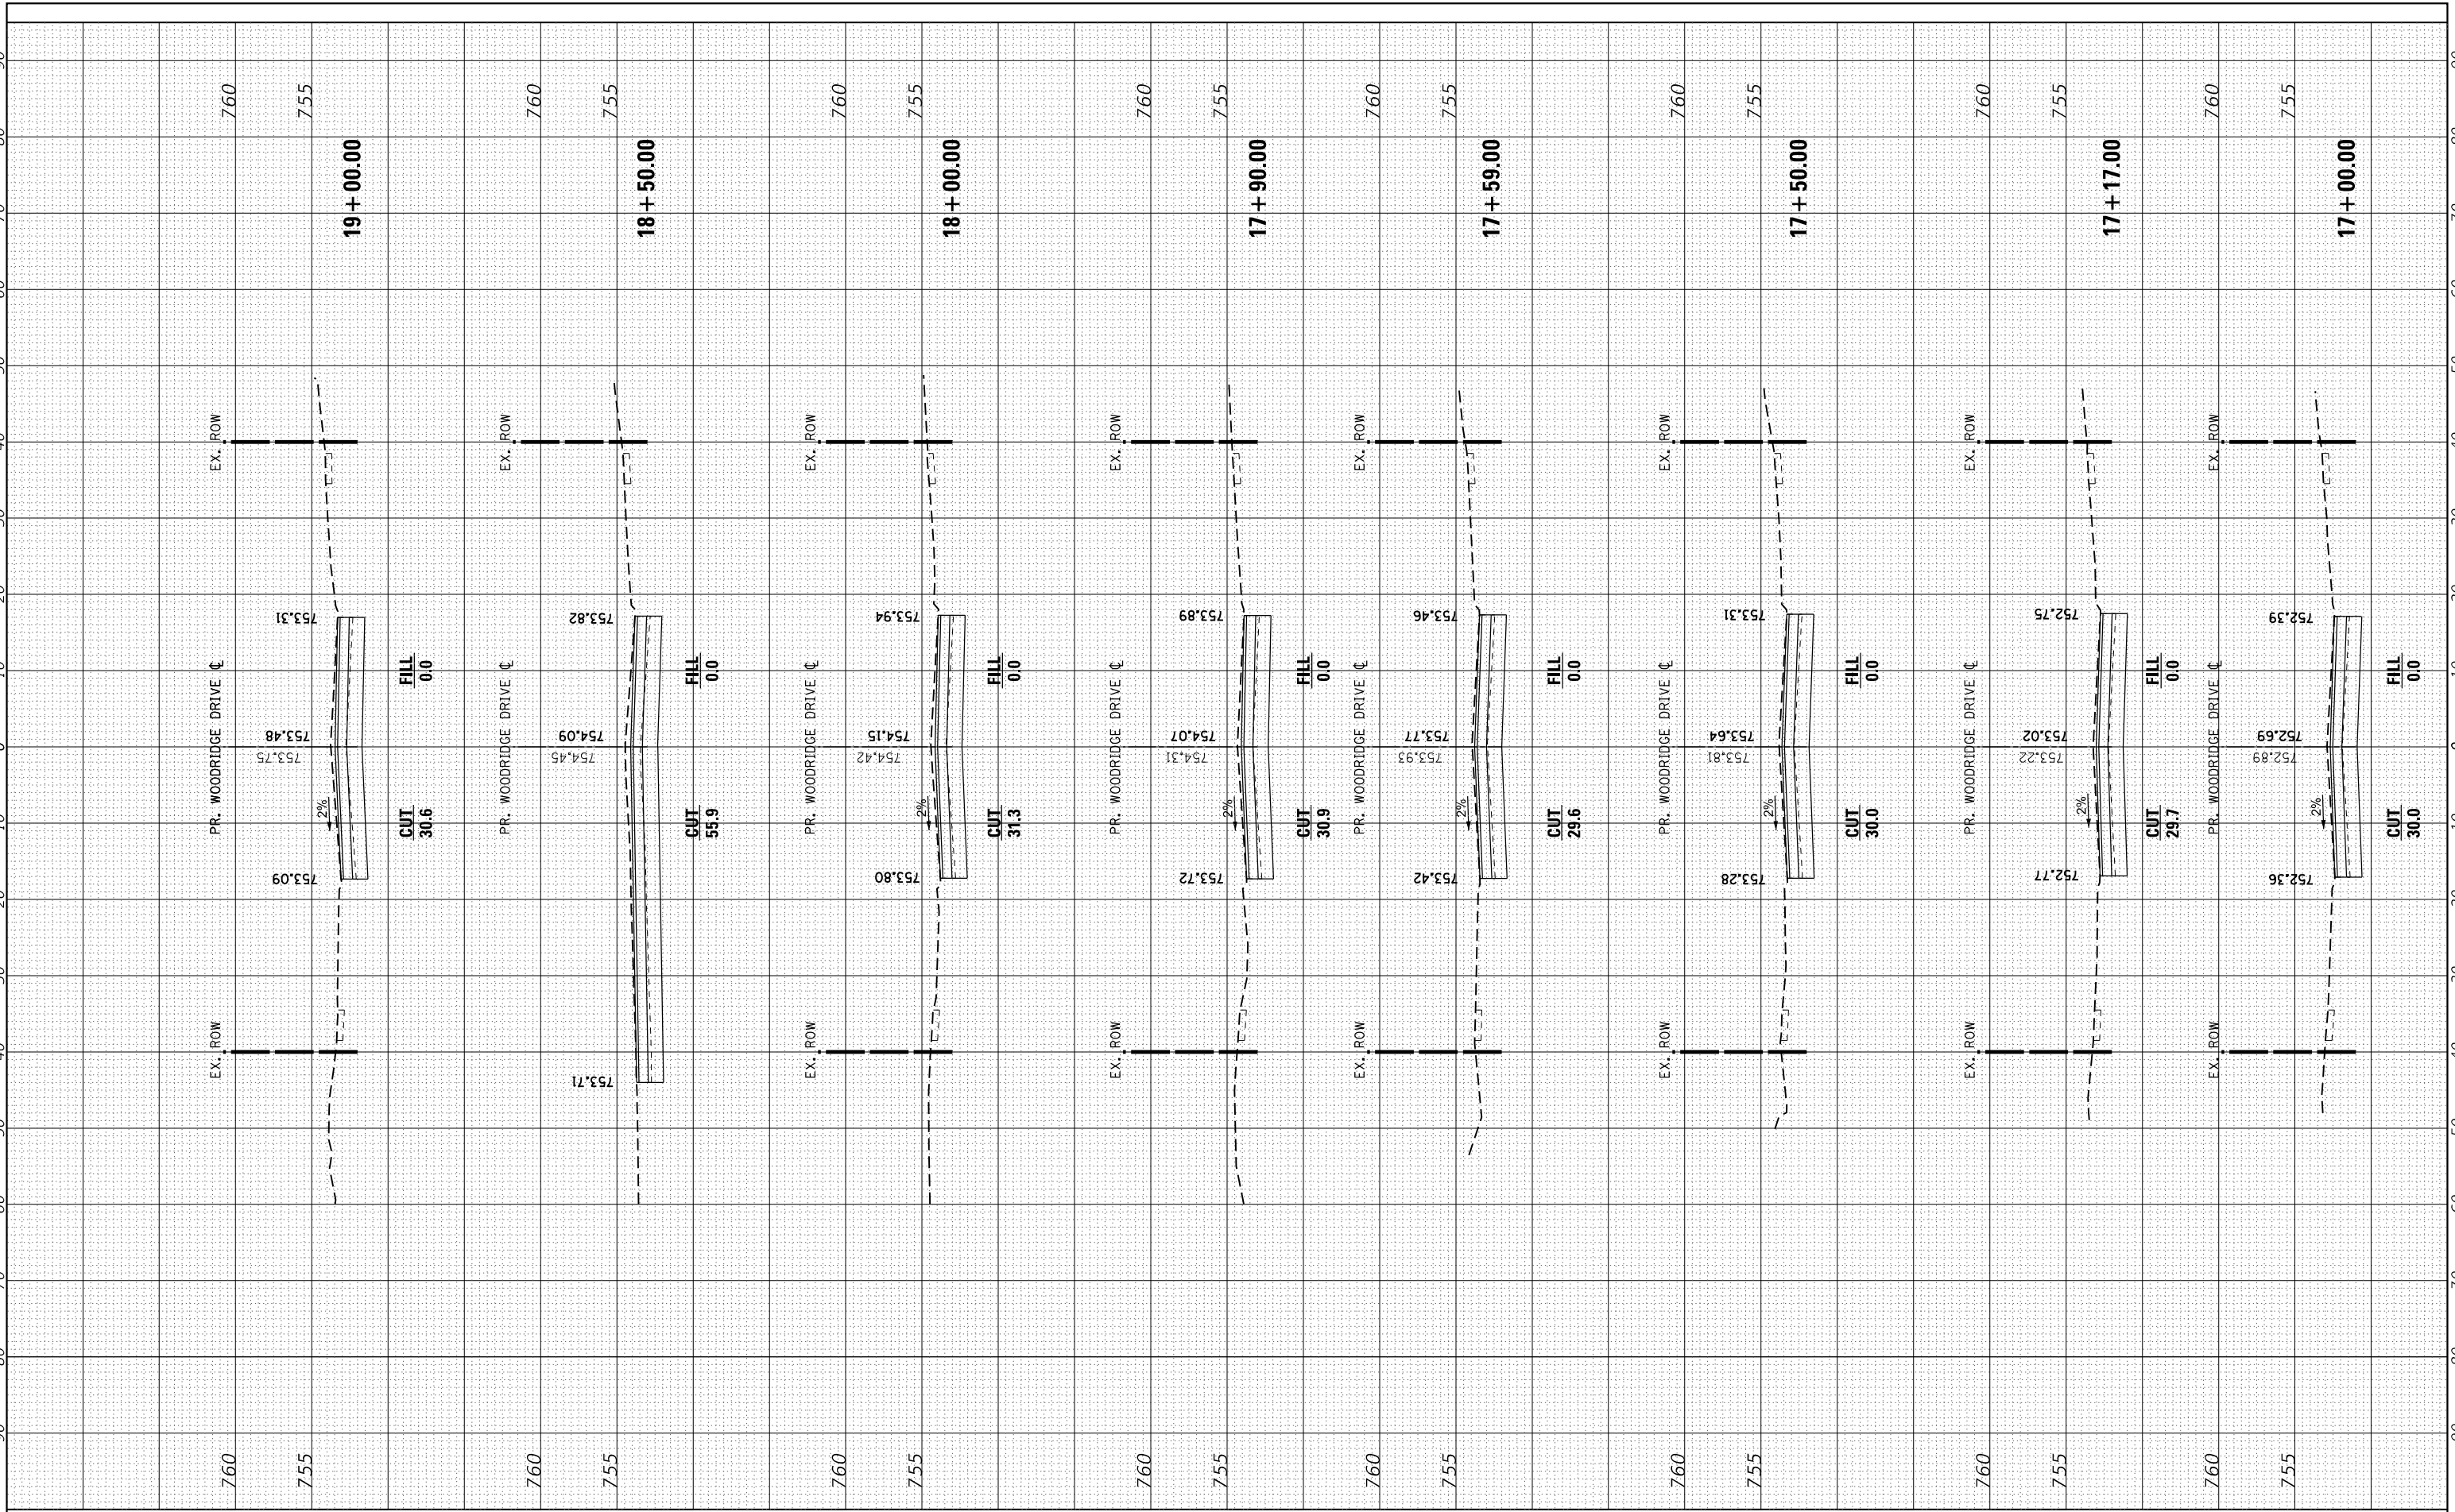 760
755
EX. ROW
PR. WOODRIDGE DRIVE ℄
EX. ROW
753.09
2%
753.75
753.48
753.31
CUT
30.6
FILL
0.0
19 + 00.00
760
755
760
755
PR. WOODRIDGE DRIVE ℄
EX. ROW
753.71
754.45
754.09
753.82
CUT
55.9
FILL
0.0
18 + 50.00
760
755
760
755
EX. ROW
PR. WOODRIDGE DRIVE ℄
EX. ROW
753.80
2%
754.42
754.15
753.94
CUT
31.3
FILL
0.0
18 + 00.00
760
755
760
755
EX. ROW
PR. WOODRIDGE DRIVE ℄
EX. ROW
753.72
2%
754.31
754.07
753.89
CUT
30.9
FILL
0.0
17 + 90.00
760
755
760
755
EX. ROW
PR. WOODRIDGE DRIVE ℄
EX. ROW
753.42
2%
753.93
753.77
753.46
CUT
29.6
FILL
0.0
17 + 59.00
760
755
760
755
EX. ROW
PR. WOODRIDGE DRIVE ℄
EX. ROW
753.28
2%
753.81
753.64
753.31
CUT
30.0
FILL
0.0
17 + 50.00
760
755
760
755
EX. ROW
PR. WOODRIDGE DRIVE ℄
EX. ROW
752.77
2%
753.22
753.02
752.75
CUT
29.7
FILL
0.0
17 + 17.00
760
755
760
755
EX. ROW
PR. WOODRIDGE DRIVE ℄
EX. ROW
752.36
2%
752.89
752.69
752.39
CUT
30.0
FILL
0.0
17 + 00.00
760
755